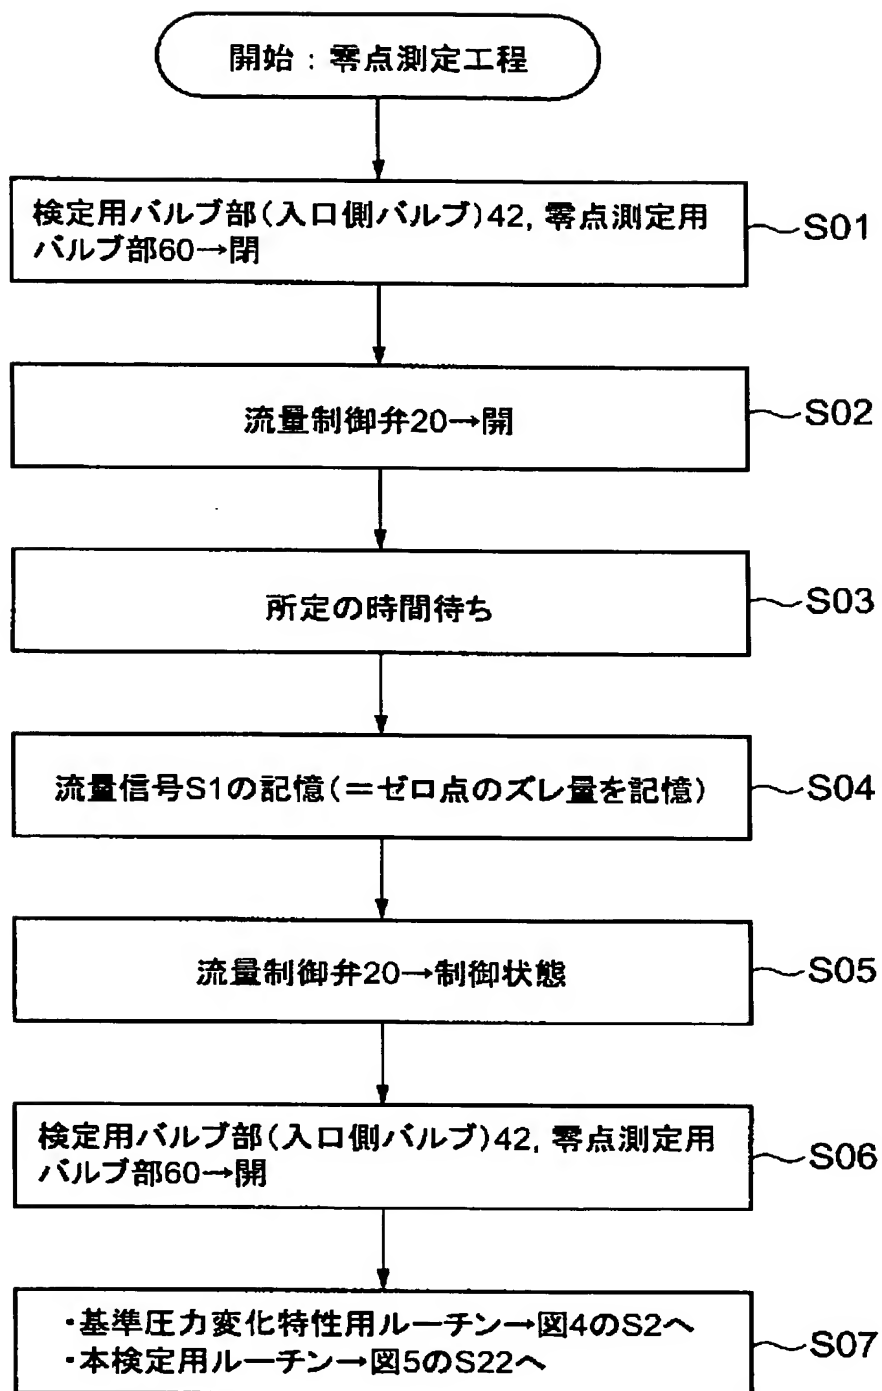 開始：零点測定工程
検定用バルブ部(入口側バルブ)42, 零点測定用
バルブ部60→閉
S01
流量制御弁20→開
S02
所定の時間待ち
S03
流量信号S1の記憶(＝ゼロ点のズレ量を記憶)
S04
流量制御弁20→制御状態
S05
検定用バルブ部(入口側バルブ)42, 零点測定用
バルブ部60→開
S06
・基準圧力変化特性用ルーチン→図4のS2へ
・本検定用ルーチン→図5のS22へ
S07